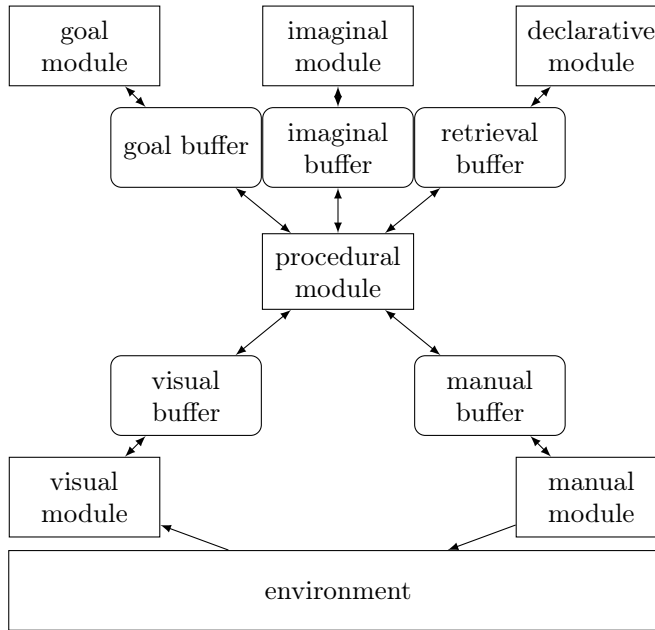 goal
module
imaginal
module
declarative
module
goal buffer
imaginal
buffer
retrieval
buffer
procedural
module
visual
buffer
manual
buffer
visual
module
manual
module
environment